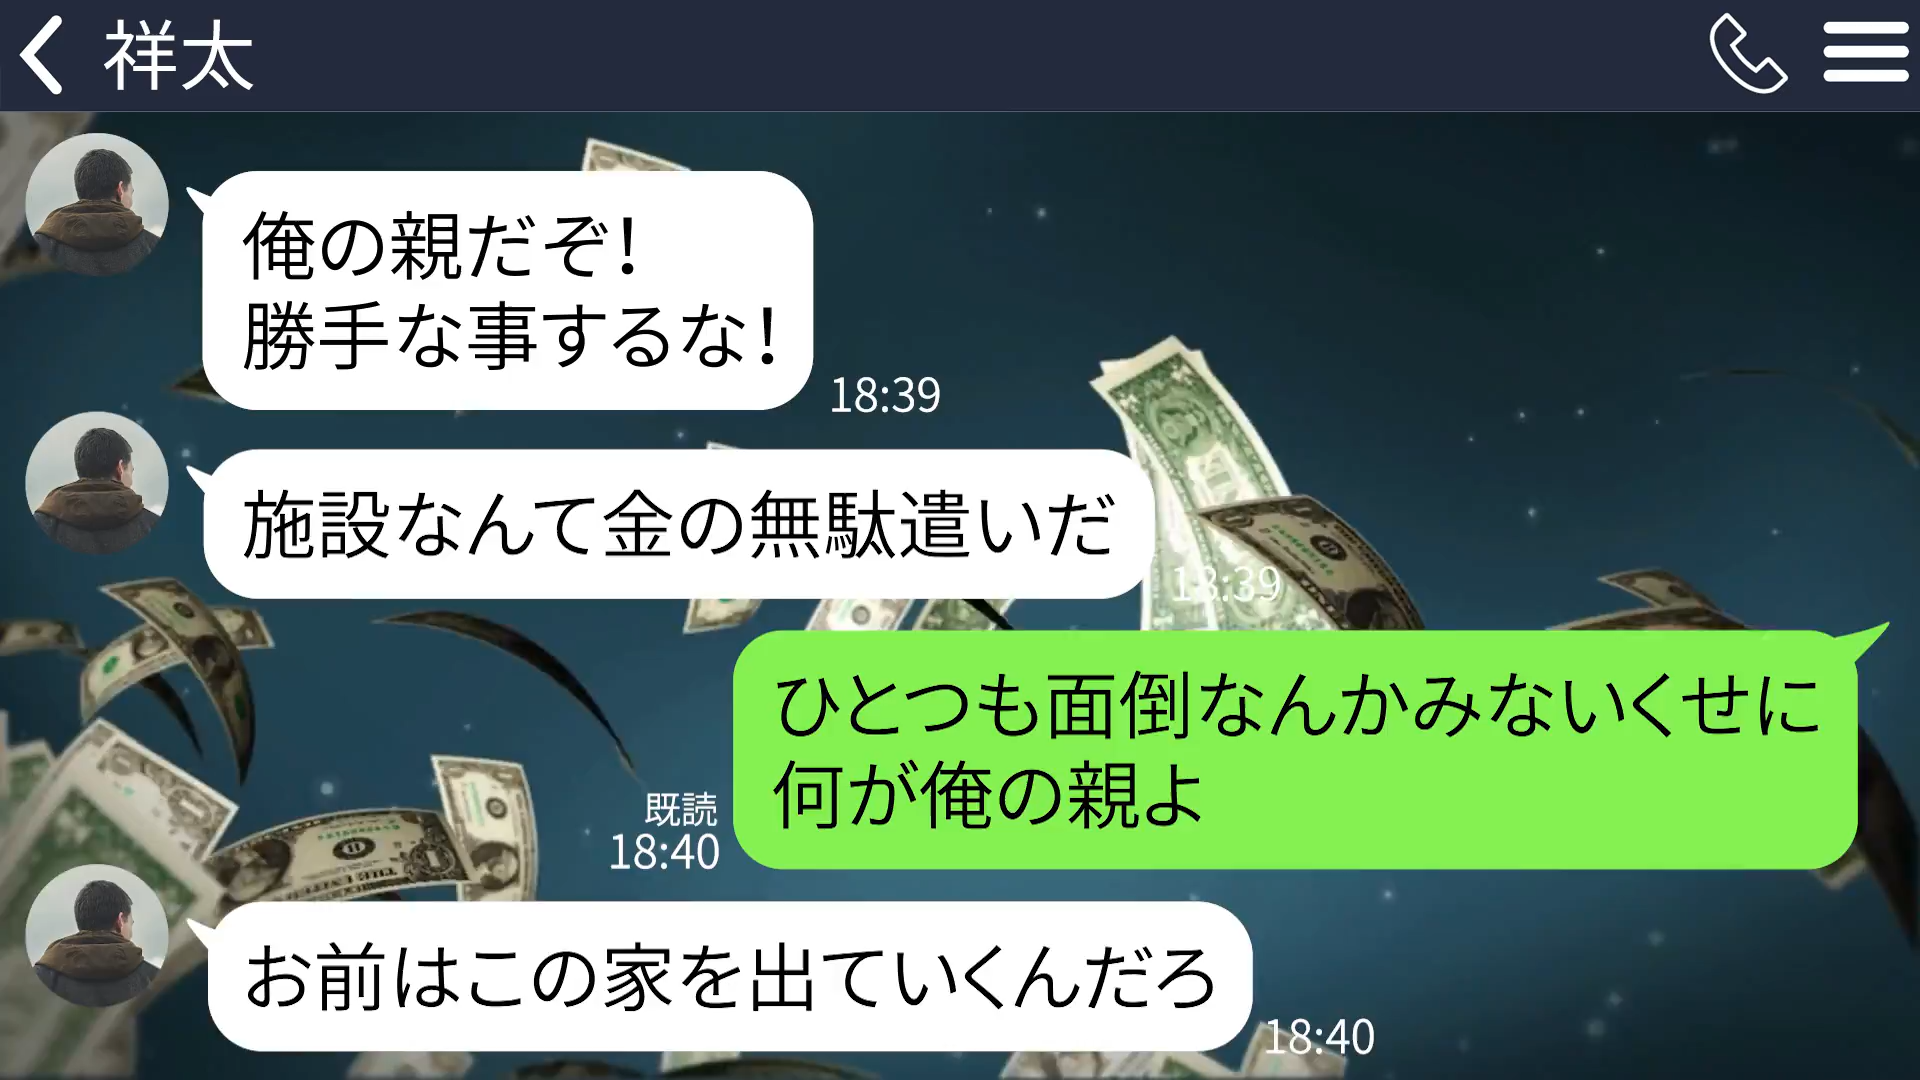 祥太
俺の親だぞ！
勝手な事するな！
18:39
施設なんて金の無駄遣いだ
18:39
ひとつも面倒なんかみないくせに
何が俺の親よ
既読
18:40
お前はこの家を出ていくんだろ
18:40